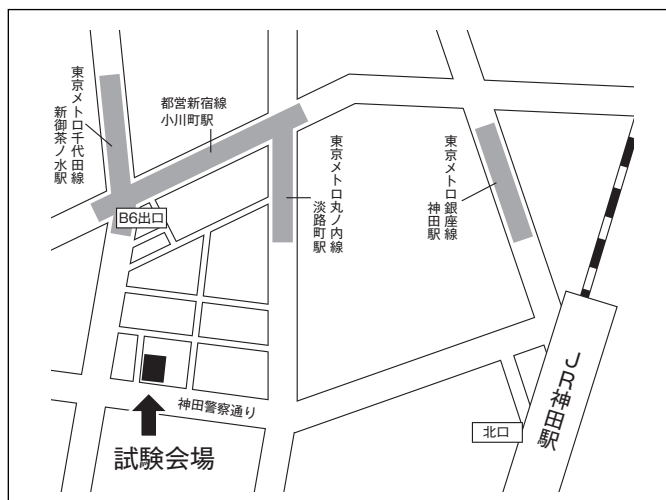 東京メトロ千代田線
新御茶ノ水駅
都営新宿線
小川町駅
東京メトロ丸ノ内線
淡路町駅
東京メトロ銀座線
神田駅
B6出口
神田警察通り
試験会場
北口
JR神田駅